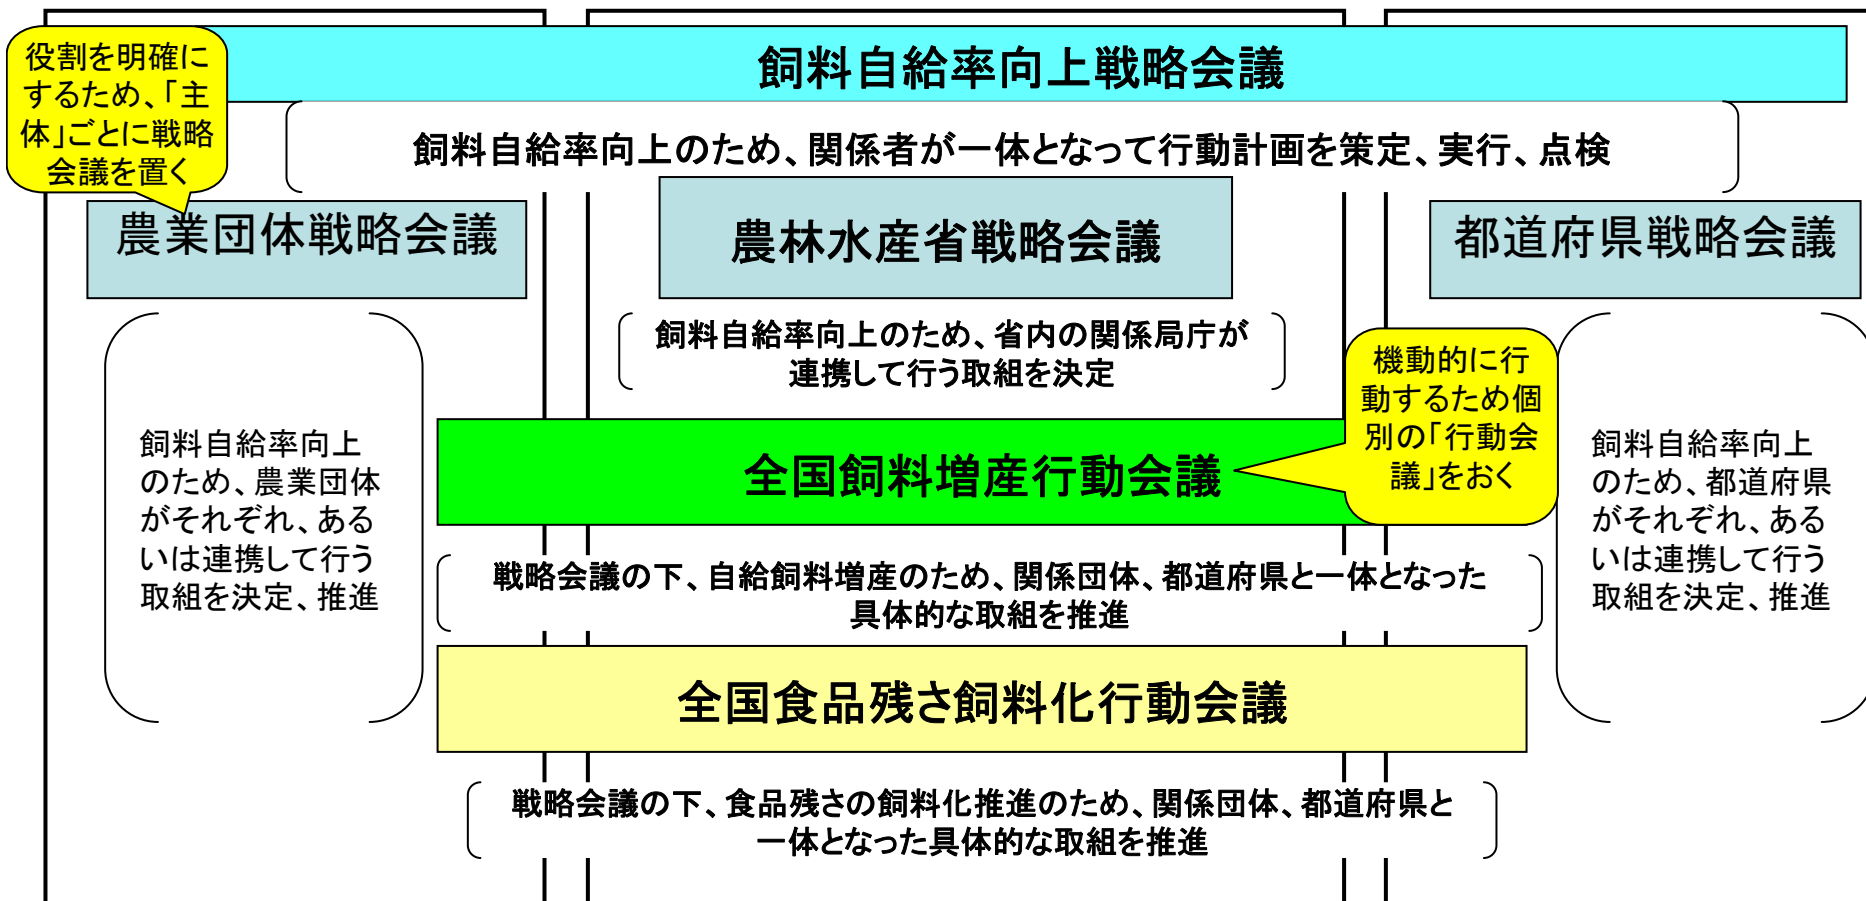 飼料自給率向上戦略会議
役割を明確に
するため、「主
体」ごとに戦略
会議を置く
飼料自給率向上のため、関係者が一体となって行動計画を策定、実行、点検
農業団体戦略会議
農林水産省戦略会議
都道府県戦略会議
飼料自給率向上のため、省内の関係局庁が
連携して行う取組を決定
機動的に行
動するため個
別の「行動会
議」をおく
飼料自給率向上
のため、農業団体
がそれぞれ、ある
いは連携して行う
取組を決定、推進
全国飼料増産行動会議
飼料自給率向上
のため、都道府県
がそれぞれ、ある
いは連携して行う
取組を決定、推進
戦略会議の下、自給飼料増産のため、関係団体、都道府県と一体となった
具体的な取組を推進
全国食品残さ飼料化行動会議
戦略会議の下、食品残さの飼料化推進のため、関係団体、都道府県と
一体となった具体的な取組を推進